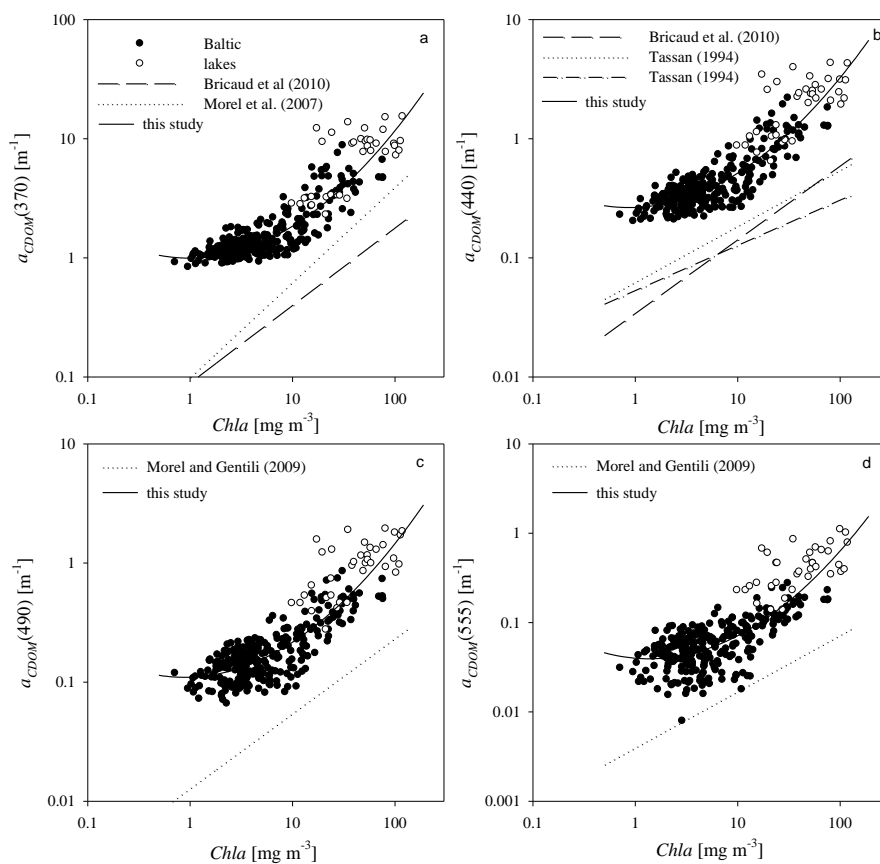 a
Baltic
lakes
Bricaud et al (2010)
Morel et al. (2007)
this study
100
10
1
0.1
a_CDOM(370) [m⁻¹]
0.1 1 10 100
Chla [mg m⁻³]
b
Bricaud et al. (2010)
Tassan (1994)
Tassan (1994)
this study
10
1
0.1
0.01
a_CDOM(440) [m⁻¹]
0.1 1 10 100
Chla [mg m⁻³]
c
Morel and Gentili (2009)
this study
10
1
0.1
0.01
a_CDOM(490) [m⁻¹]
0.1 1 10 100
Chla [mg m⁻³]
d
Morel and Gentili (2009)
this study
10
1
0.1
0.01
0.001
a_CDOM(555) [m⁻¹]
0.1 1 10 100
Chla [mg m⁻³]